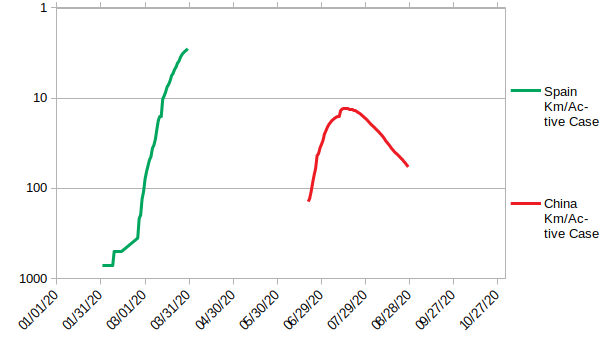 1
10
100
1000
01/01/20
01/31/20
03/01/20
03/31/20
04/30/20
05/30/20
06/29/20
07/29/20
08/28/20
09/27/20
10/27/20
Spain
Km/Ac-
tive Case
China
Km/Ac-
tive Case